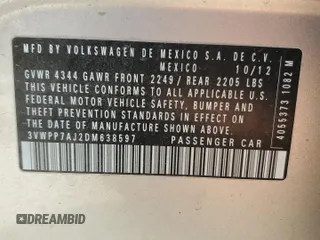 MFD BY VOLKSWAGEN DE MEXICO S.A. DE C.V.
MEXICO 10/12
GVWR 4344 GAWR FRONT 2249 / REAR 2205 LBS
THIS VEHICLE CONFORMS TO ALL APPLICABLE
FEDERAL MOTOR VEHICLE SAFETY, BUMPER AND
THEFT PREVENTION STANDARDS IN EFFECT ON
THE DATE OF MANUFACTURE SHOWN ABOVE.
3VWPP7AJ2DM638597 PASSENGER CAR
4055373 1082 M
DREAMBID